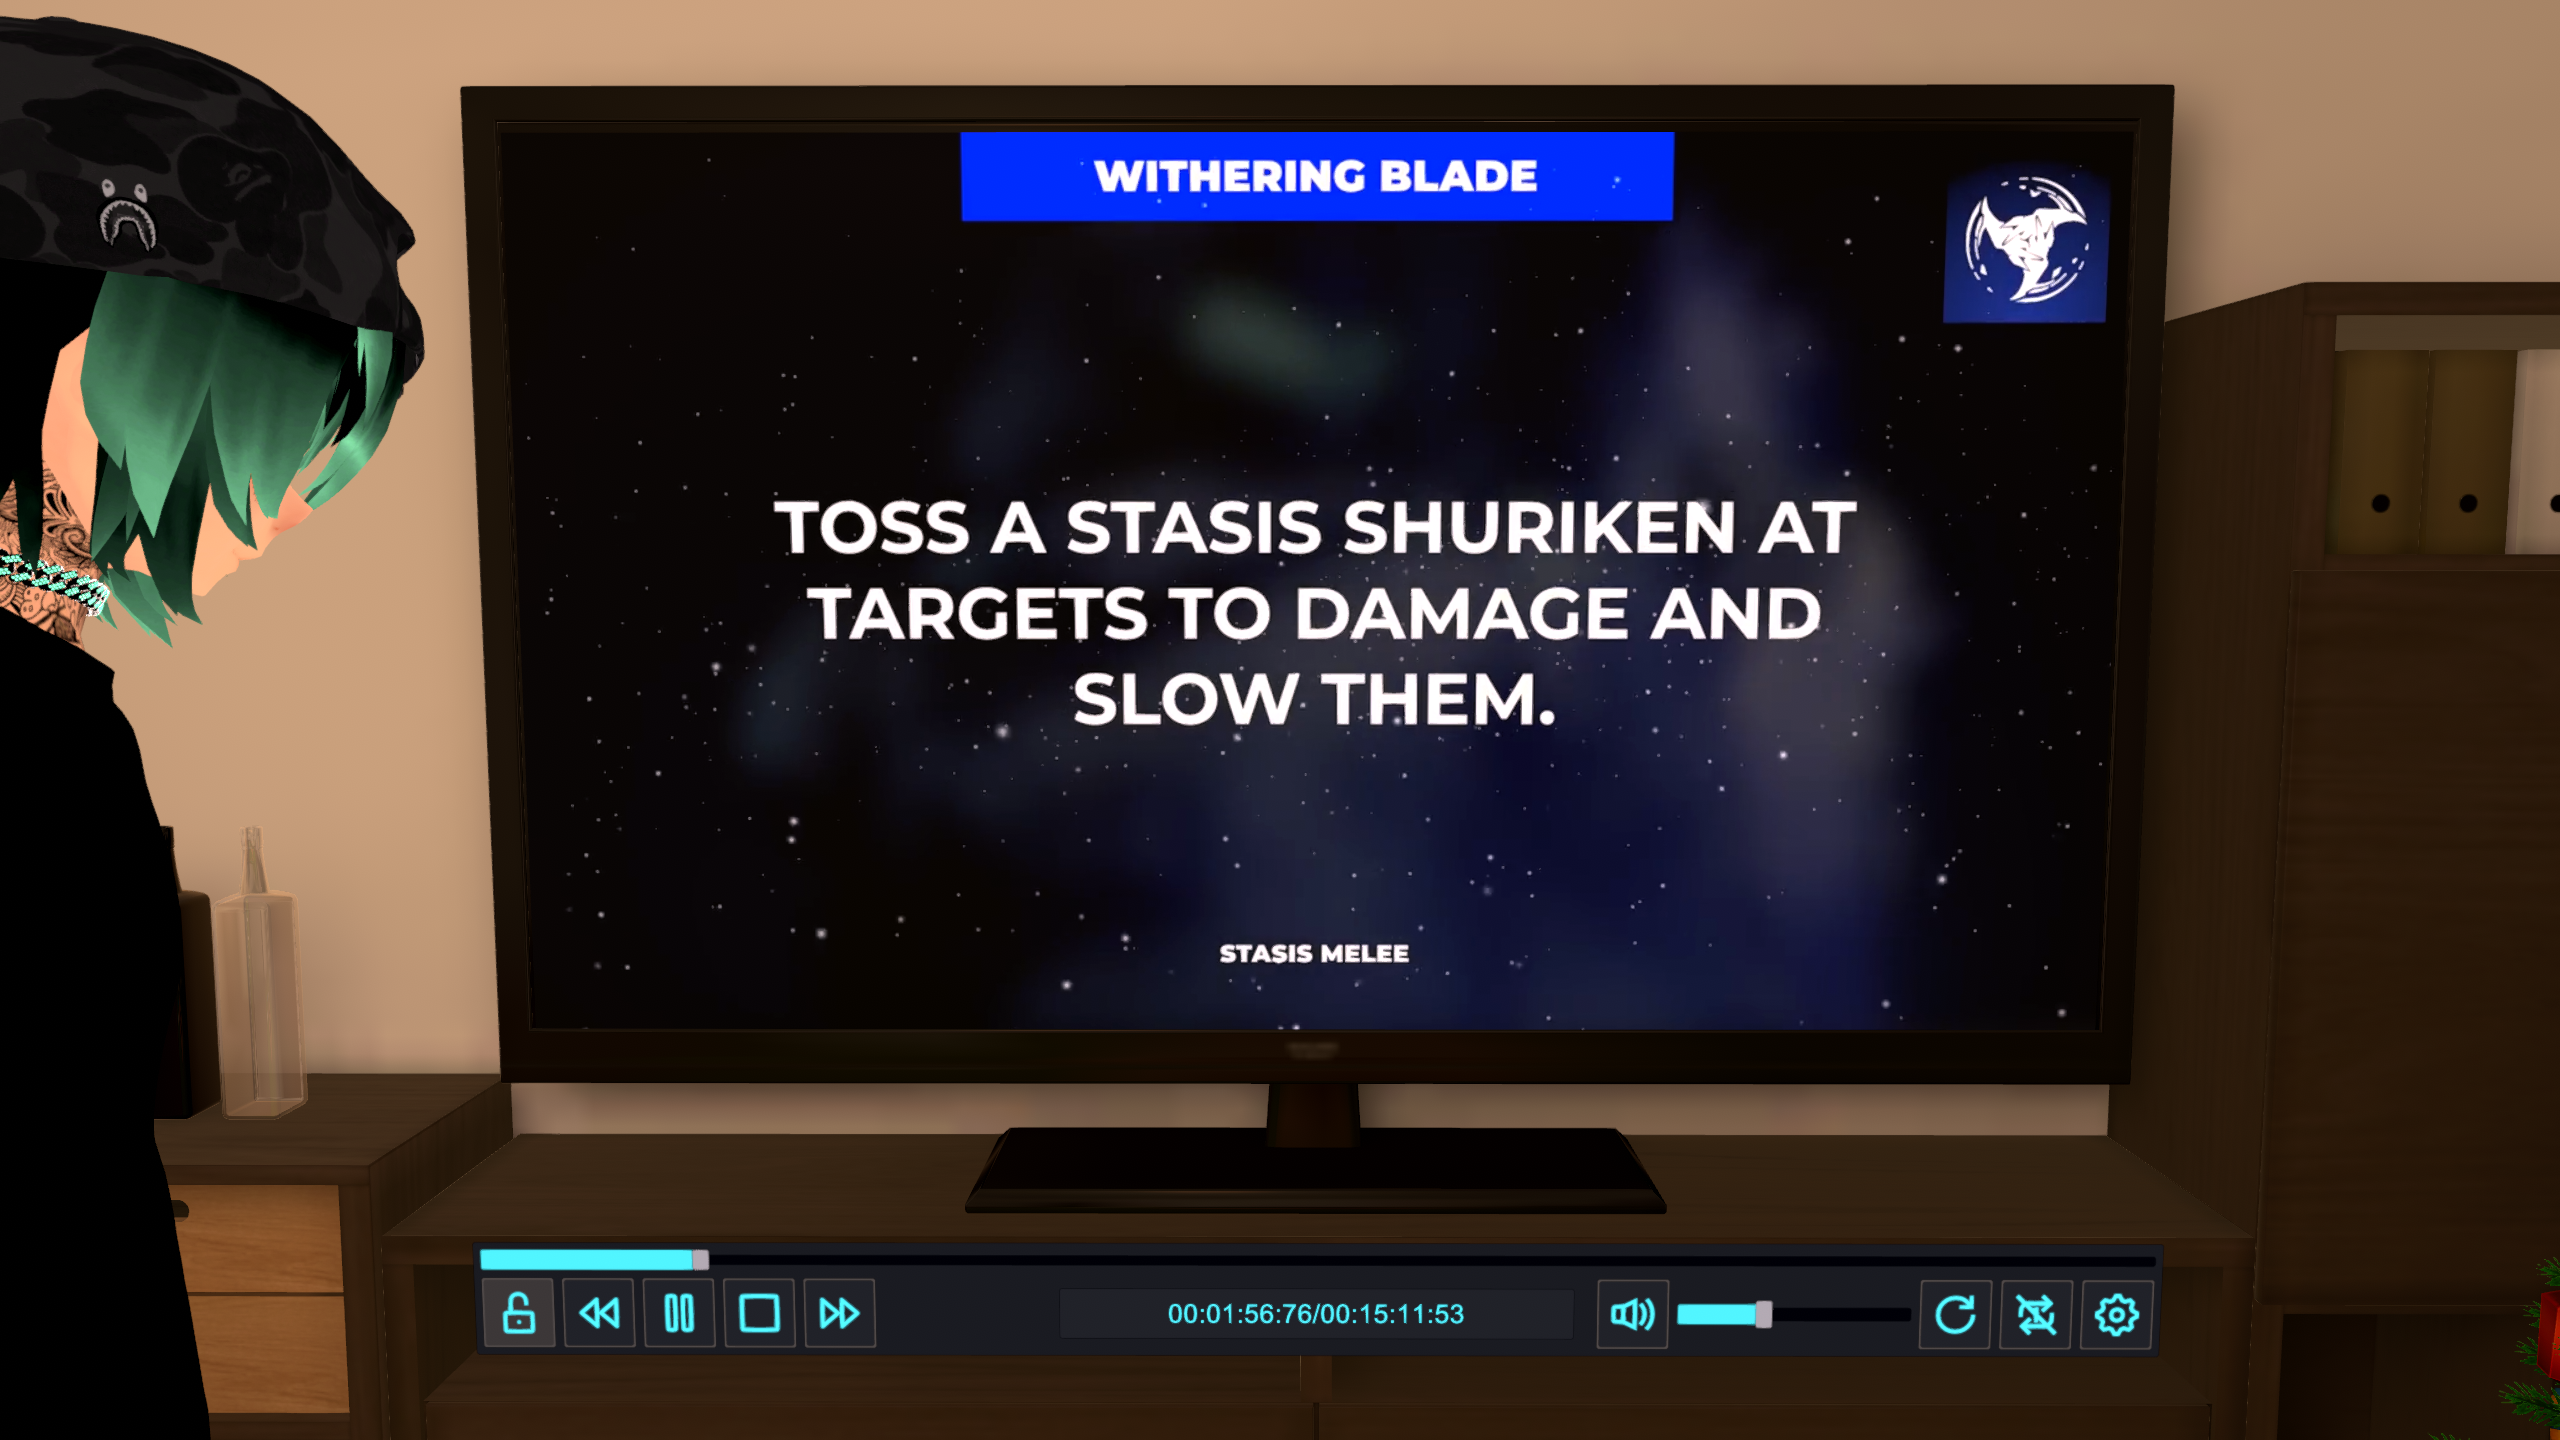 WITHERING BLADE
TOSS A STASIS SHURIKEN AT
TARGETS TO DAMAGE AND
SLOW THEM.
STASIS MELEE
00:01:56:76/00:15:11:53